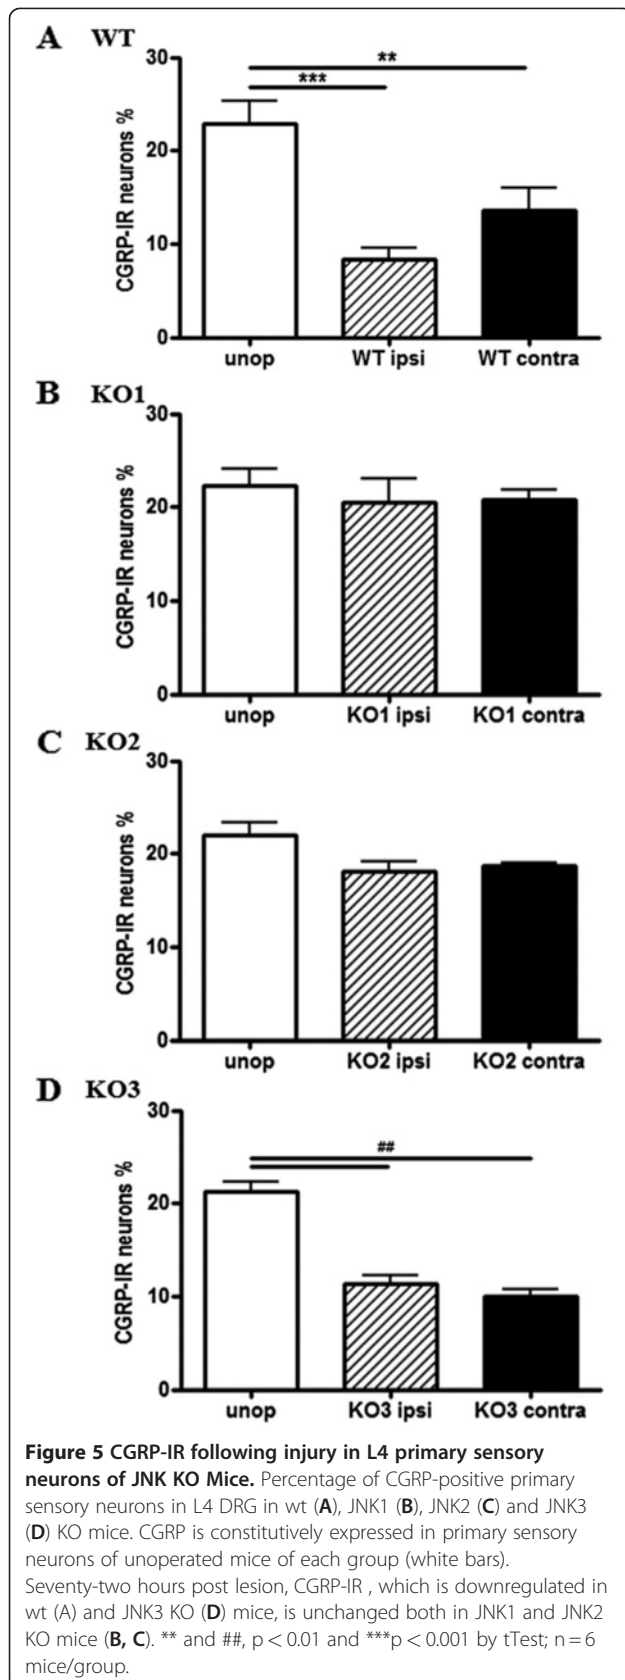 A WT
**
***
CGRP-IR neurons %
30
20
10
0
unop WT ipsi WT contra
B KO1
CGRP-IR neurons %
30
20
10
0
unop KO1 ipsi KO1 contra
C KO2
CGRP-IR neurons %
30
20
10
0
unop KO2 ipsi KO2 contra
D KO3
##
CGRP-IR neurons %
30
20
10
0
unop KO3 ipsi KO3 contra
Figure 5 CGRP-IR following injury in L4 primary sensory
neurons of JNK KO Mice. Percentage of CGRP-positive primary
sensory neurons in L4 DRG in wt (A), JNK1 (B), JNK2 (C) and JNK3
(D) KO mice. CGRP is constitutively expressed in primary sensory
neurons of unoperated mice of each group (white bars).
Seventy-two hours post lesion, CGRP-IR , which is downregulated in
wt (A) and JNK3 KO (D) mice, is unchanged both in JNK1 and JNK2
KO mice (B, C). ** and ##, p < 0.01 and ***p < 0.001 by tTest; n = 6
mice/group.